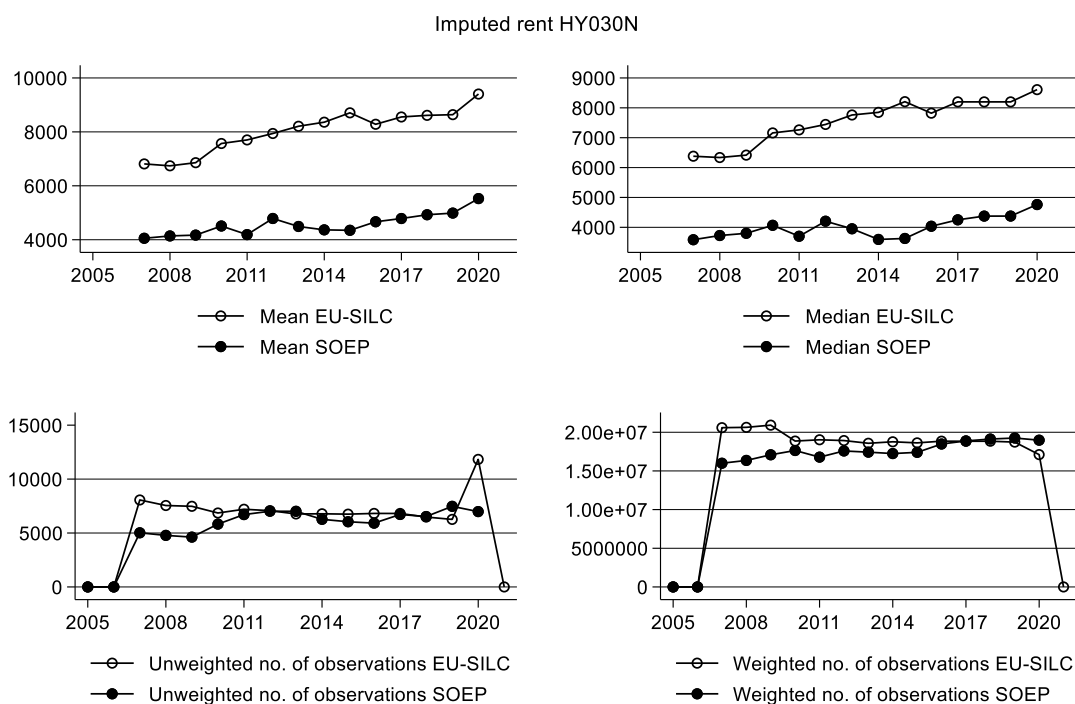 Imputed rent HY030N
10000
8000
6000
4000
2005 2008 2011 2014 2017 2020
Mean EU-SILC
Mean SOEP
9000
8000
7000
6000
5000
4000
2005 2008 2011 2014 2017 2020
Median EU-SILC
Median SOEP
15000
10000
5000
0
2005 2008 2011 2014 2017 2020
Unweighted no. of observations EU-SILC
Unweighted no. of observations SOEP
2.00e+07
1.50e+07
1.00e+07
5000000
0
2005 2008 2011 2014 2017 2020
Weighted no. of observations EU-SILC
Weighted no. of observations SOEP